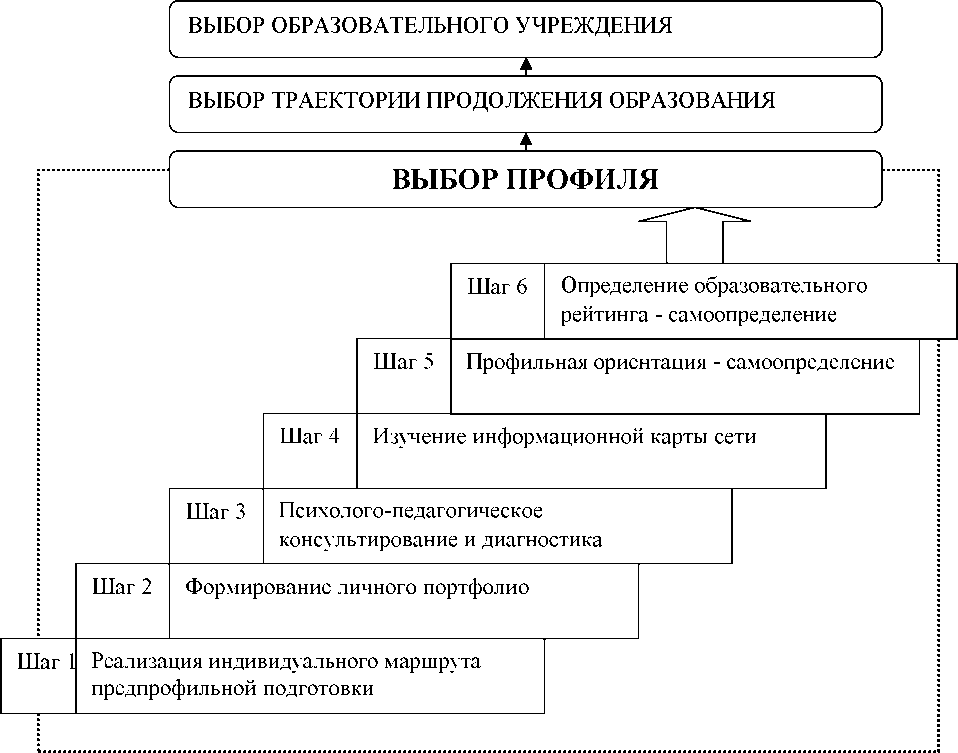 ВЫБОР ОБРАЗОВАТЕЛЬНОГО УЧРЕЖДЕНИЯ
ВЫБОР ТРАЕКТОРИИ ПРОДОЛЖЕНИЯ ОБРАЗОВАНИЯ
ВЫБОР ПРОФИЛЯ
Шаг 6 Определение образовательного
рейтинга - самоопределение
Шаг 5 Профильная ориентация - самоопределение
Шаг 4 Изучение информационной карты сети
Шаг 3 Психолого-педагогическое
консультирование и диагностика
Шаг 2 Формирование личного портфолио
Шаг 1 Реализация индивидуального маршрута
предпрофильной подготовки